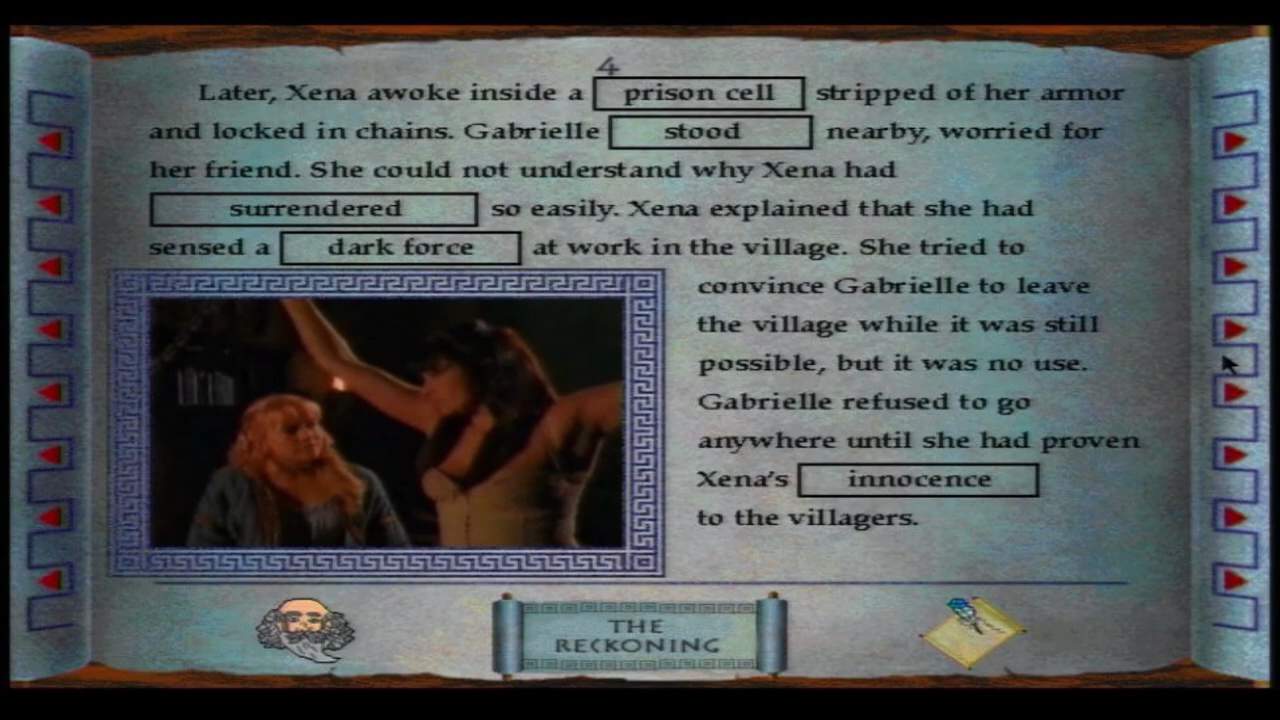 4
Later, Xena awoke inside a prison cell stripped of her armor
and locked in chains. Gabrielle stood nearby, worried for
her friend. She could not understand why Xena had
surrendered so easily. Xena explained that she had
sensed a dark force at work in the village. She tried to
convince Gabrielle to leave
the village while it was still
possible, but it was no use.
Gabrielle refused to go
anywhere until she had proven
Xena's innocence
to the villagers.
THE
RECKONING